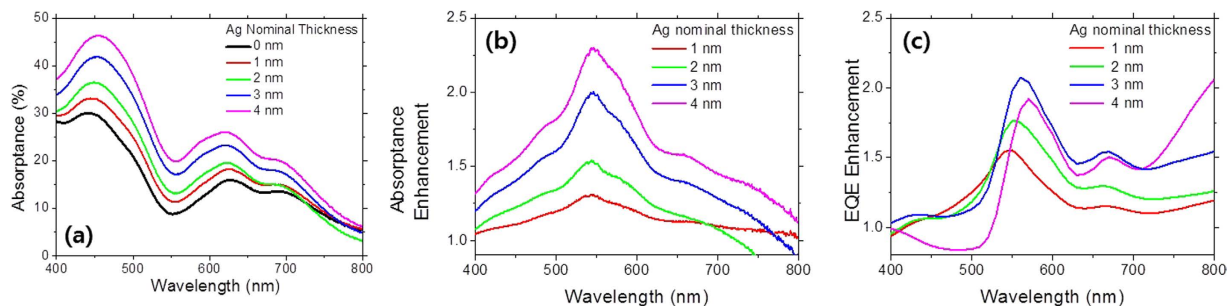 Ag Nominal Thickness
0 nm
1 nm
2 nm
3 nm
4 nm
50
40
30
20
10
0
400
500
600
700
800
Absorptance (%)
Wavelength (nm)
(a)
(b)
Ag nominal thickness
1 nm
2 nm
3 nm
4 nm
2.5
2.0
1.5
1.0
400
500
600
700
800
Absorptance
Enhancement
Wavelength (nm)
(c)
Ag nominal thickness
1 nm
2 nm
3 nm
4 nm
2.5
2.0
1.5
1.0
400
500
600
700
800
EQE Enhancement
Wavelength (nm)